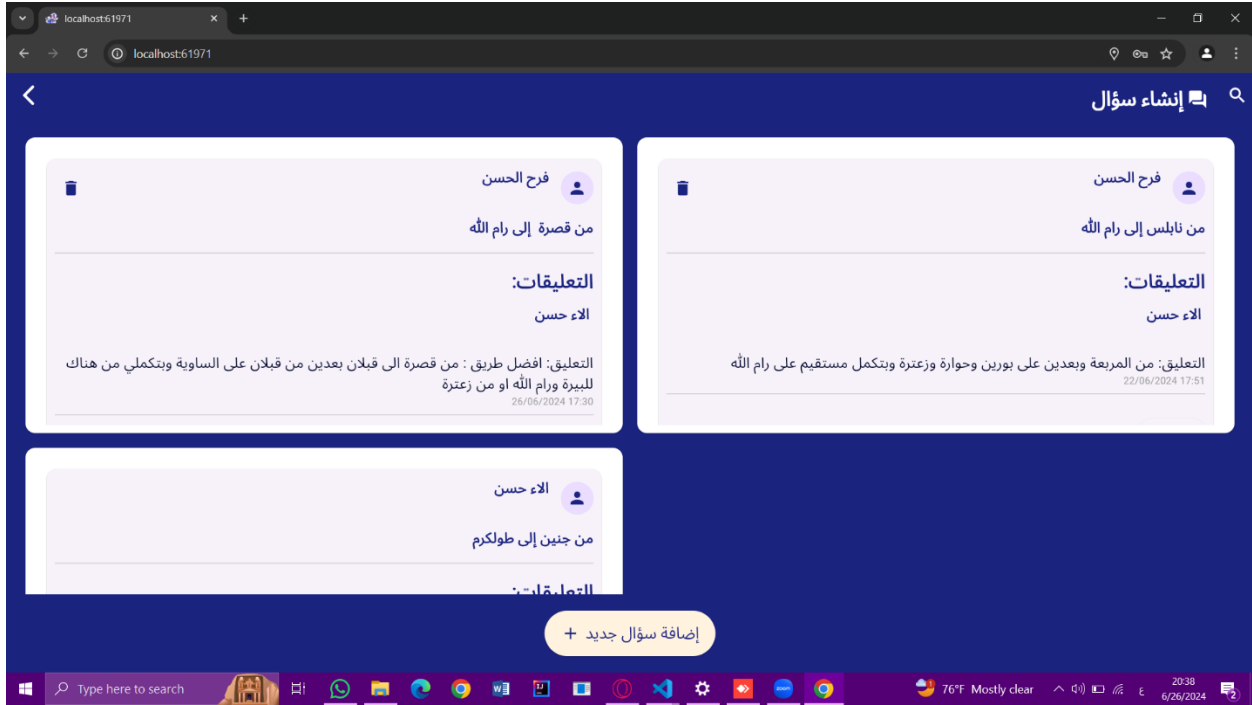 localhost:61971
localhost:61971
إنشاء سؤال
فرح الحسن
من نابلس إلى رام الله
التعليقات:
الاء حسن
التعليق: من المربعة وبعدين على بورين وحوارة وزعترة وبتكمل مستقيم على رام الله
22/06/2024 17:51
فرح الحسن
من قصرة إلى رام الله
التعليقات:
الاء حسن
التعليق: افضل طريق : من قصرة الى قبلان بعدين من قبلان على الساوية وبتكملي من هناك
للبيرة ورام الله او من زعترة
26/06/2024 17:30
الاء حسن
من جنين إلى طولكرم
التعليقات:
إضافة سؤال جديد +
Type here to search
76°F Mostly clear
ع
20:38
6/26/2024
2